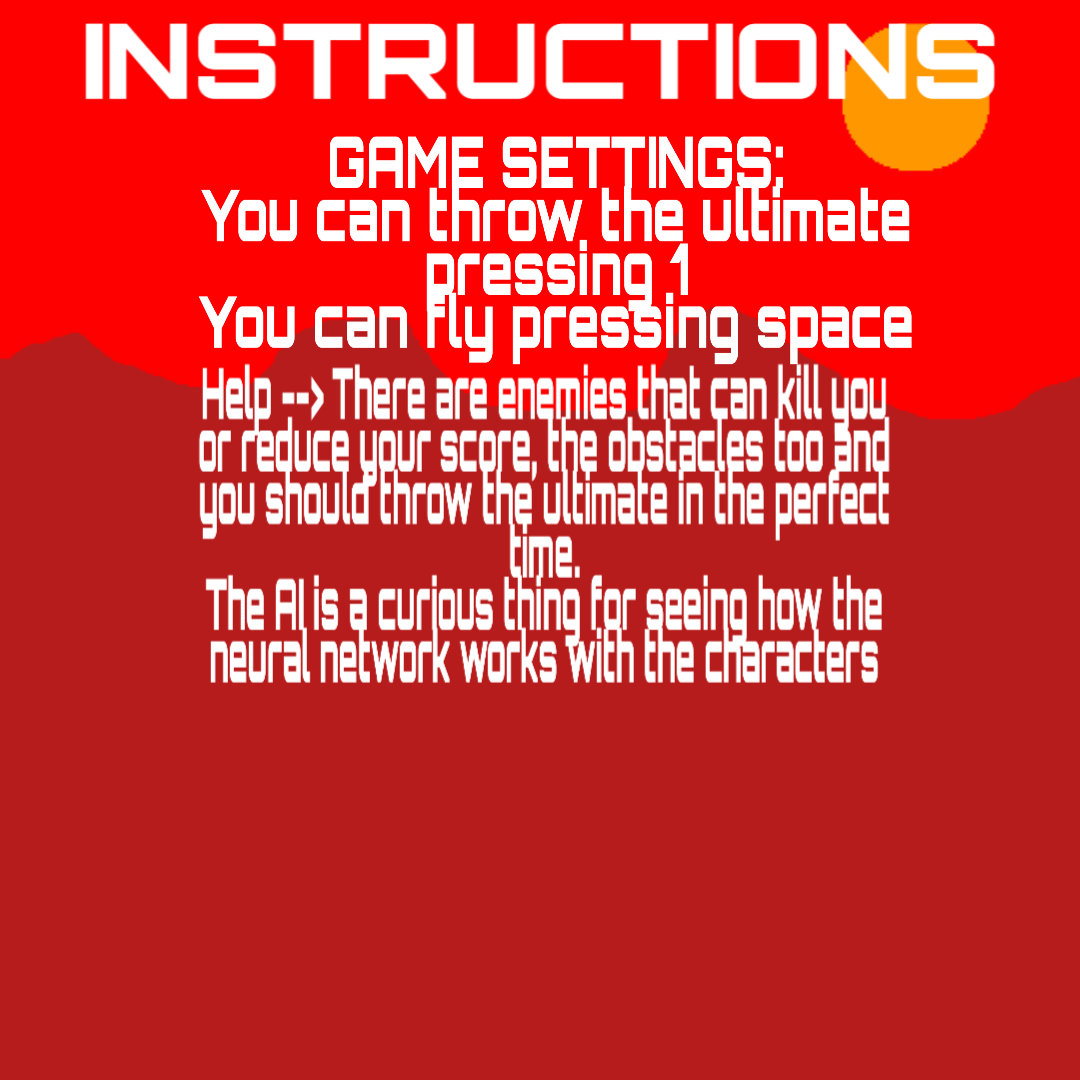 INSTRUCTIONS
GAME SETTINGS:
You can throw the ultimate
pressing 1
You can fly pressing space
Help --> There are enemies that can kill you
or reduce your score, the obstacles too and
you should throw the ultimate in the perfect
time.
The AI is a curious thing for seeing how the
neural network works with the characters